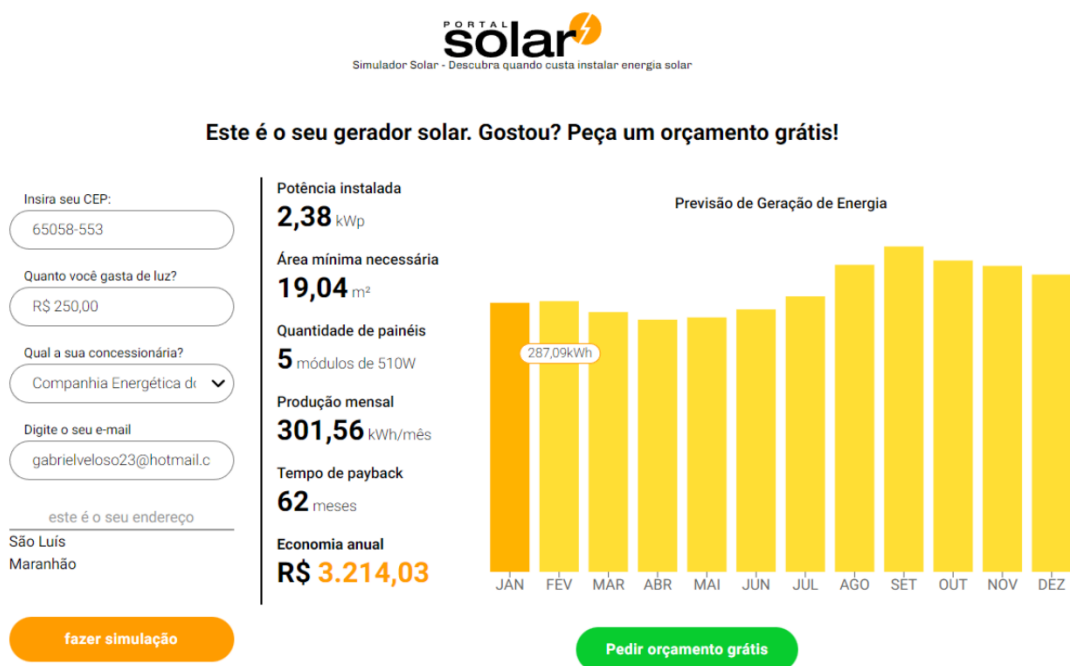 PORTAL
solar
Simulador Solar - Descubra quando custa instalar energia solar
Este é o seu gerador solar. Gostou? Peça um orçamento grátis!
Insira seu CEP:
65058-553
Quanto você gasta de luz?
R$ 250,00
Qual a sua concessionária?
Companhia Energética do
Digite o seu e-mail
gabrielveloso23@hotmail.c
este é o seu endereço
São Luís
Maranhão
fazer simulação
Potência instalada
2,38 kWp
Área mínima necessária
19,04 m²
Quantidade de painéis
5 módulos de 510W
Produção mensal
301,56 kWh/mês
Tempo de payback
62 meses
Economia anual
R$ 3.214,03
Previsão de Geração de Energia
287,09kWh
JAN FEV MAR ABR MAI JUN JUL AGO SET OUT NOV DEZ
Pedir orçamento grátis